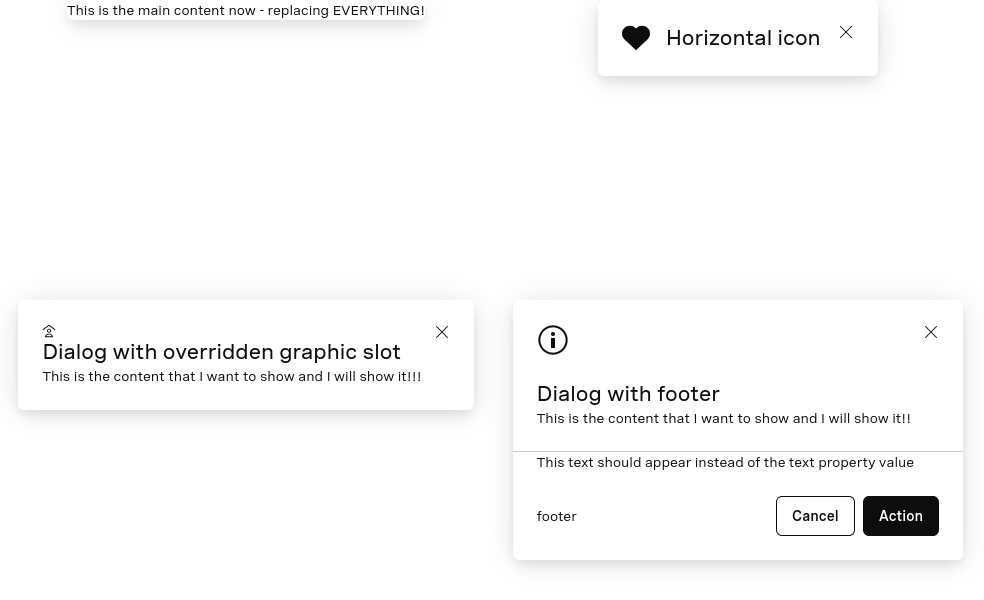 This is the main content now - replacing EVERYTHING!
Horizontal icon
Dialog with overridden graphic slot
This is the content that I want to show and I will show it!!!
Dialog with footer
This is the content that I want to show and I will show it!!
This text should appear instead of the text property value
footer
Cancel
Action